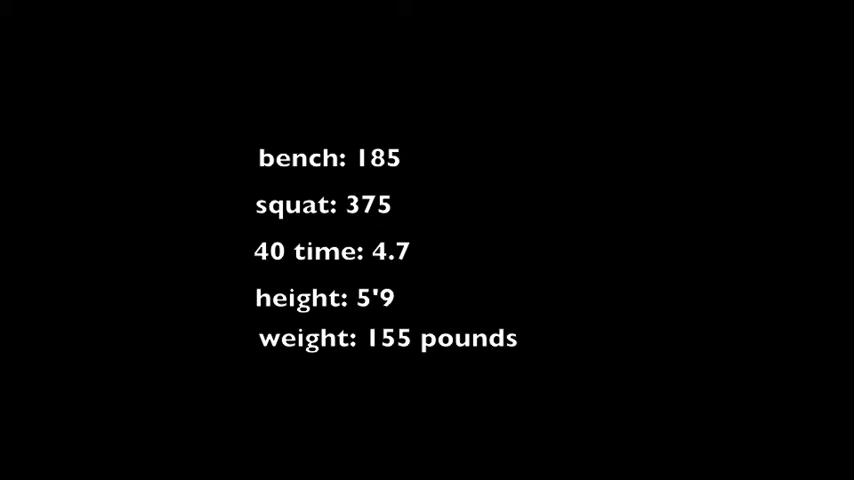 bench: 185
squat: 375
40 time: 4.7
height: 5'9
weight: 155 pounds